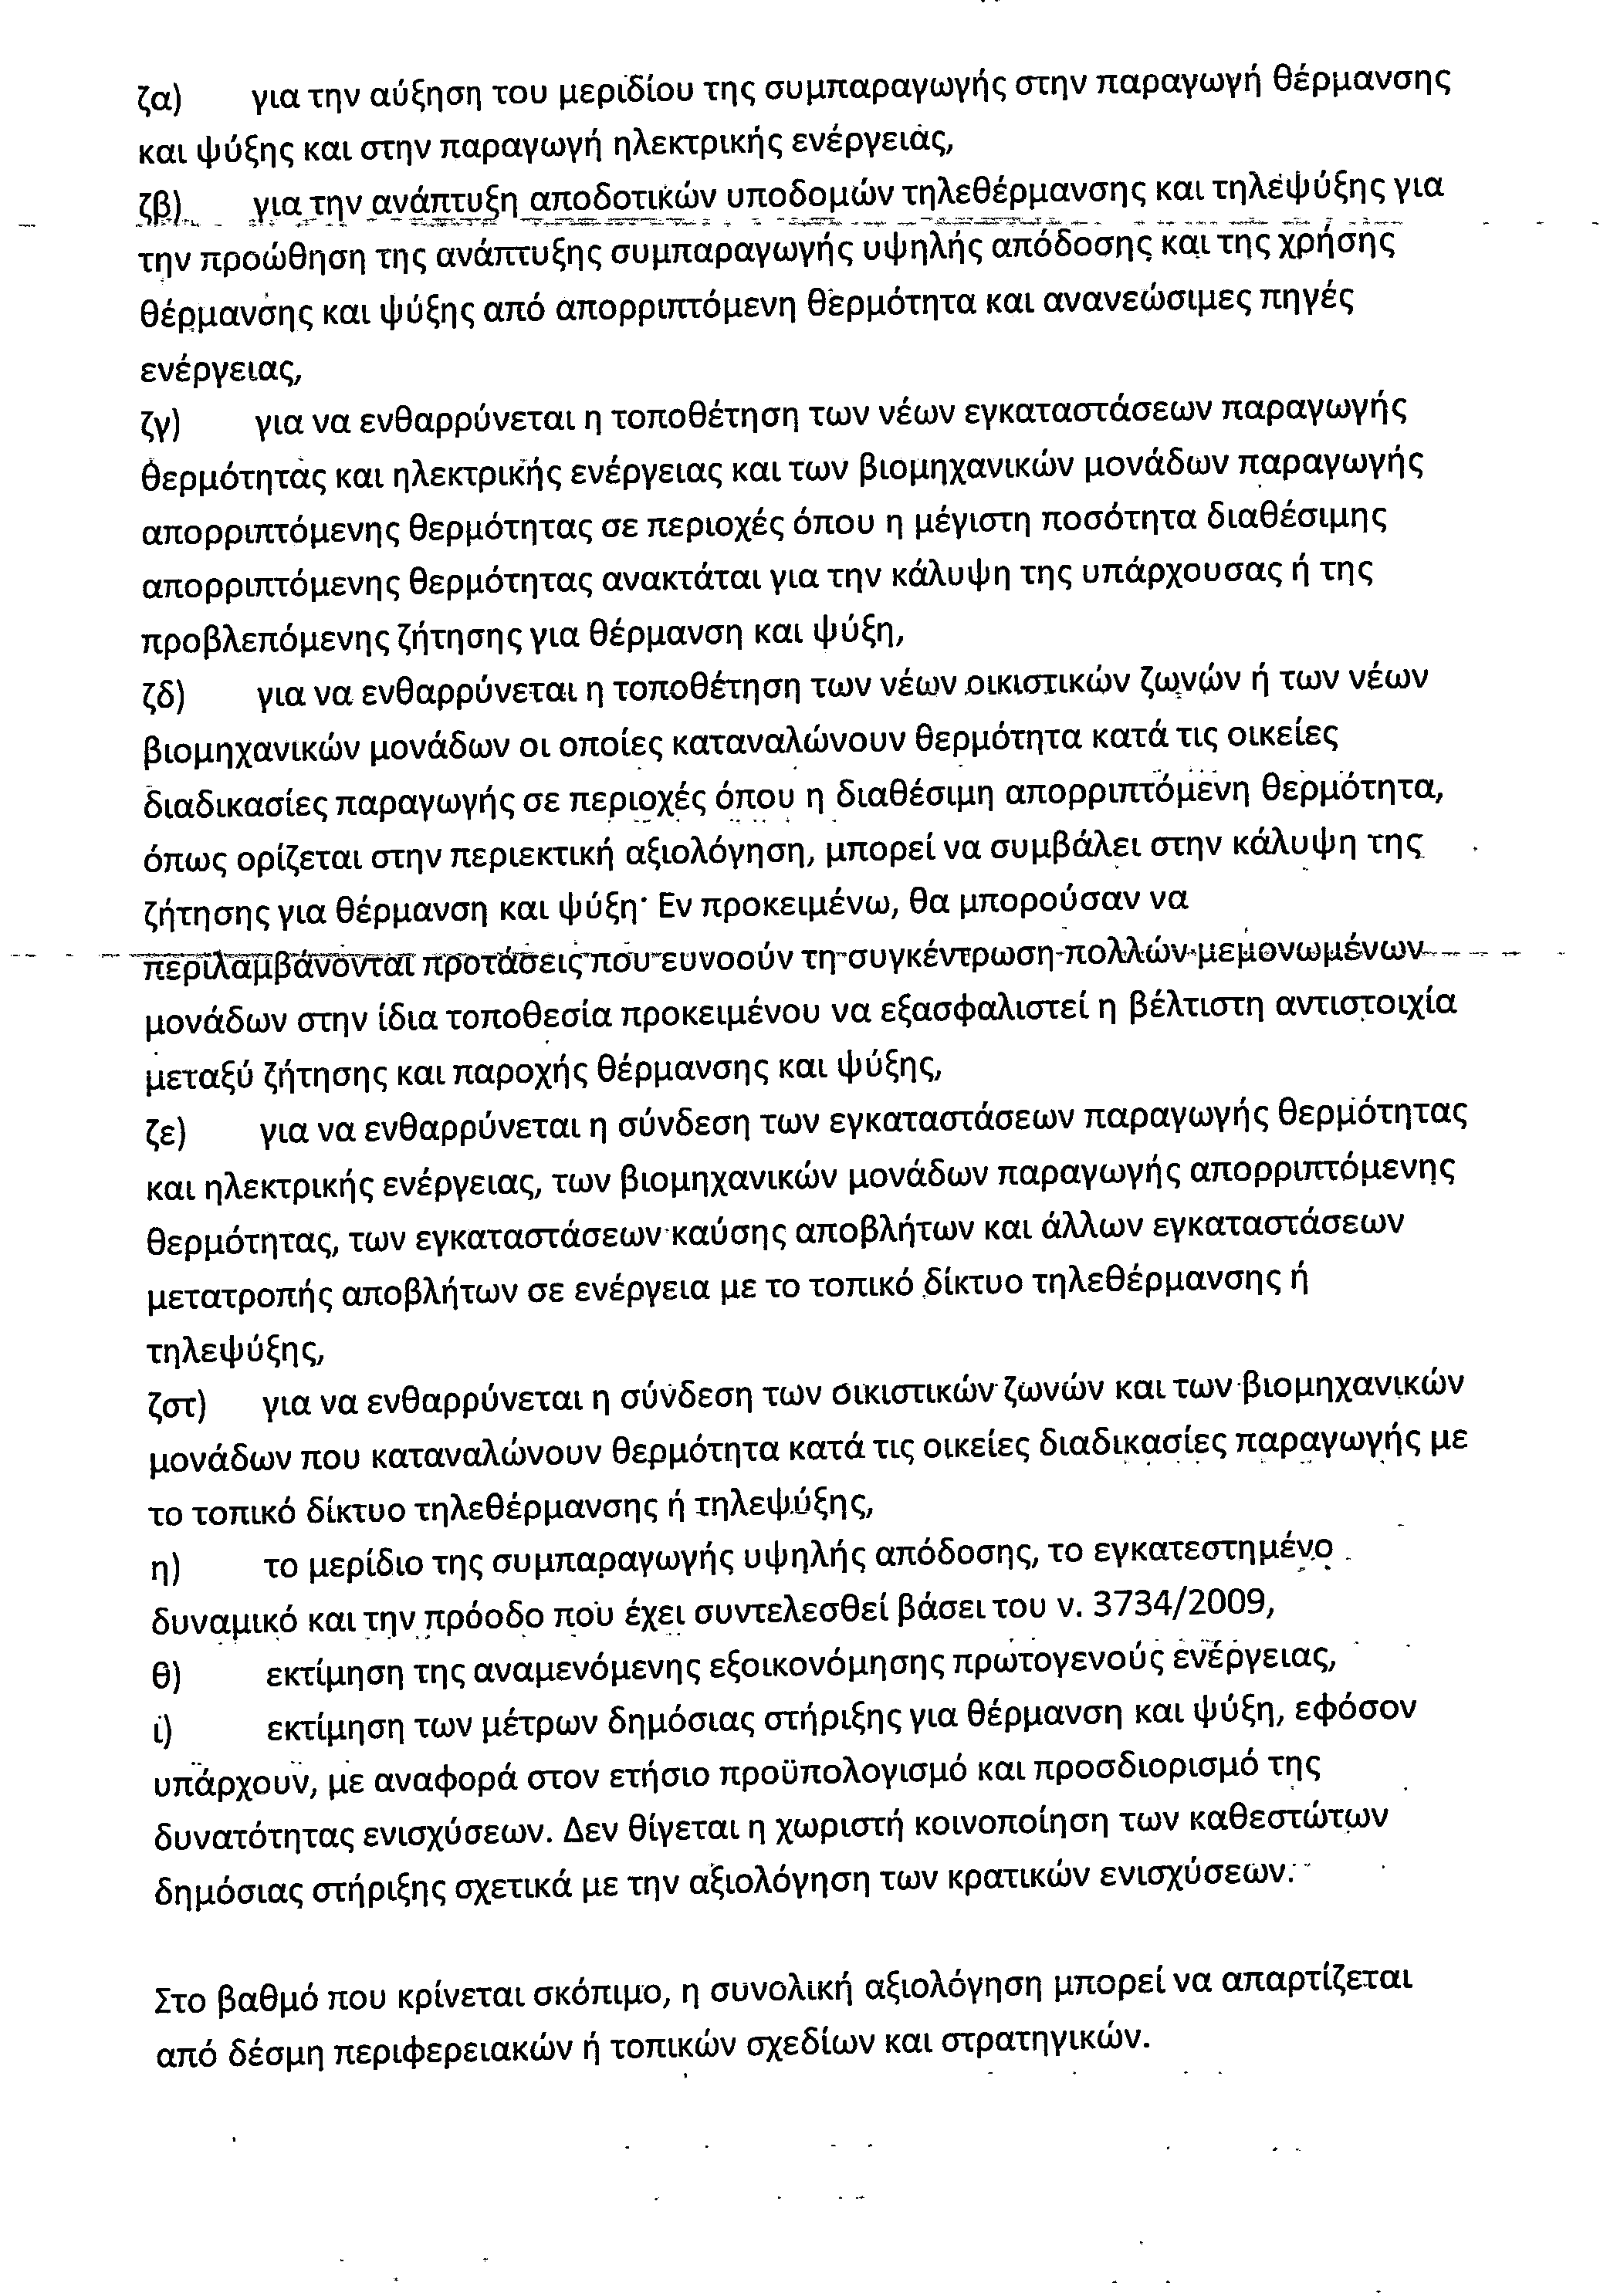 ζα) για την αύξηση του μεριδίου της συμπαραγωγής στην παραγωγή θέρμανσης
και ψύξης και στην παραγωγή ηλεκτρικής ενέργειας,
ζβ) για την ανάπτυξη αποδοτικών υποδομών τηλεθέρμανσης και τηλεψύξης για
την προώθηση της ανάπτυξης συμπαραγωγής υψηλής απόδοσης και της χρήσης
θέρμανσης και ψύξης από απορριπτόμενη θερμότητα και ανανεώσιμες πηγές
ενέργειας,
ζγ) για να ενθαρρύνεται η τοποθέτηση των νέων εγκαταστάσεων παραγωγής
θερμότητας και ηλεκτρικής ενέργειας και των βιομηχανικών μονάδων παραγωγής
απορριπτόμενης θερμότητας σε περιοχές όπου η μέγιστη ποσότητα διαθέσιμης
απορριπτόμενης θερμότητας ανακτάται για την κάλυψη της υπάρχουσας ή της
προβλεπόμενης ζήτησης για θέρμανση και ψύξη,
ζδ) για να ενθαρρύνεται η τοποθέτηση των νέων οικιστικών ζωνών ή των νέων
βιομηχανικών μονάδων οι οποίες καταναλώνουν θερμότητα κατά τις οικείες
διαδικασίες παραγωγής σε περιοχές όπου η διαθέσιμη απορριπτόμενη θερμότητα,
όπως ορίζεται στην περιεκτική αξιολόγηση, μπορεί να συμβάλει στην κάλυψη της
ζήτησης για θέρμανση και ψύξη· Εν προκειμένω, θα μπορούσαν να
περιλαμβάνονται προτάσεις που ευνοούν τη συγκέντρωση πολλών μεμονωμένων
μονάδων στην ίδια τοποθεσία προκειμένου να εξασφαλιστεί η βέλτιστη αντιστοιχία
μεταξύ ζήτησης και παροχής θέρμανσης και ψύξης,
ζε) για να ενθαρρύνεται η σύνδεση των εγκαταστάσεων παραγωγής θερμότητας
και ηλεκτρικής ενέργειας, των βιομηχανικών μονάδων παραγωγής απορριπτόμενης
θερμότητας, των εγκαταστάσεων καύσης αποβλήτων και άλλων εγκαταστάσεων
μετατροπής αποβλήτων σε ενέργεια με το τοπικό δίκτυο τηλεθέρμανσης ή
τηλεψύξης,
ζστ) για να ενθαρρύνεται η σύνδεση των οικιστικών ζωνών και των βιομηχανικών
μονάδων που καταναλώνουν θερμότητα κατά τις οικείες διαδικασίες παραγωγής με
το τοπικό δίκτυο τηλεθέρμανσης ή τηλεψύξης,
η) το μερίδιο της συμπαραγωγής υψηλής απόδοσης, το εγκατεστημένο
δυναμικό και την πρόοδο που έχει συντελεσθεί βάσει του ν. 3734/2009,
θ) εκτίμηση της αναμενόμενης εξοικονόμησης πρωτογενούς ενέργειας,
ι) εκτίμηση των μέτρων δημόσιας στήριξης για θέρμανση και ψύξη, εφόσον
υπάρχουν, με αναφορά στον ετήσιο προϋπολογισμό και προσδιορισμό της
δυνατότητας ενισχύσεων. Δεν θίγεται η χωριστή κοινοποίηση των καθεστώτων
δημόσιας στήριξης σχετικά με την αξιολόγηση των κρατικών ενισχύσεων.
Στο βαθμό που κρίνεται σκόπιμο, η συνολική αξιολόγηση μπορεί να απαρτίζεται
από δέσμη περιφερειακών ή τοπικών σχεδίων και στρατηγικών.